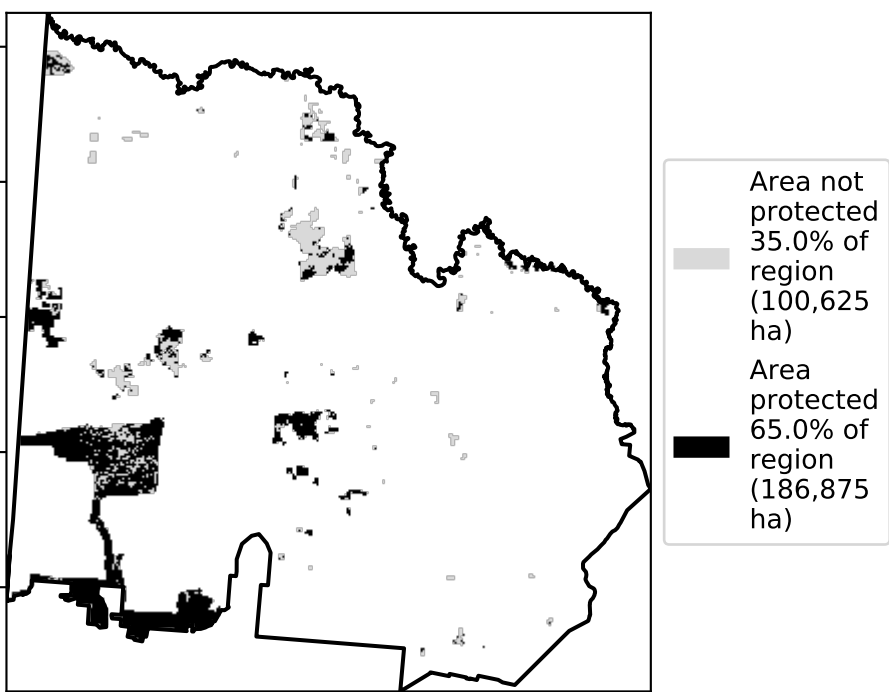 Area not
protected
35.0% of
region
(100,625
ha)
Area
protected
65.0% of
region
(186,875
ha)